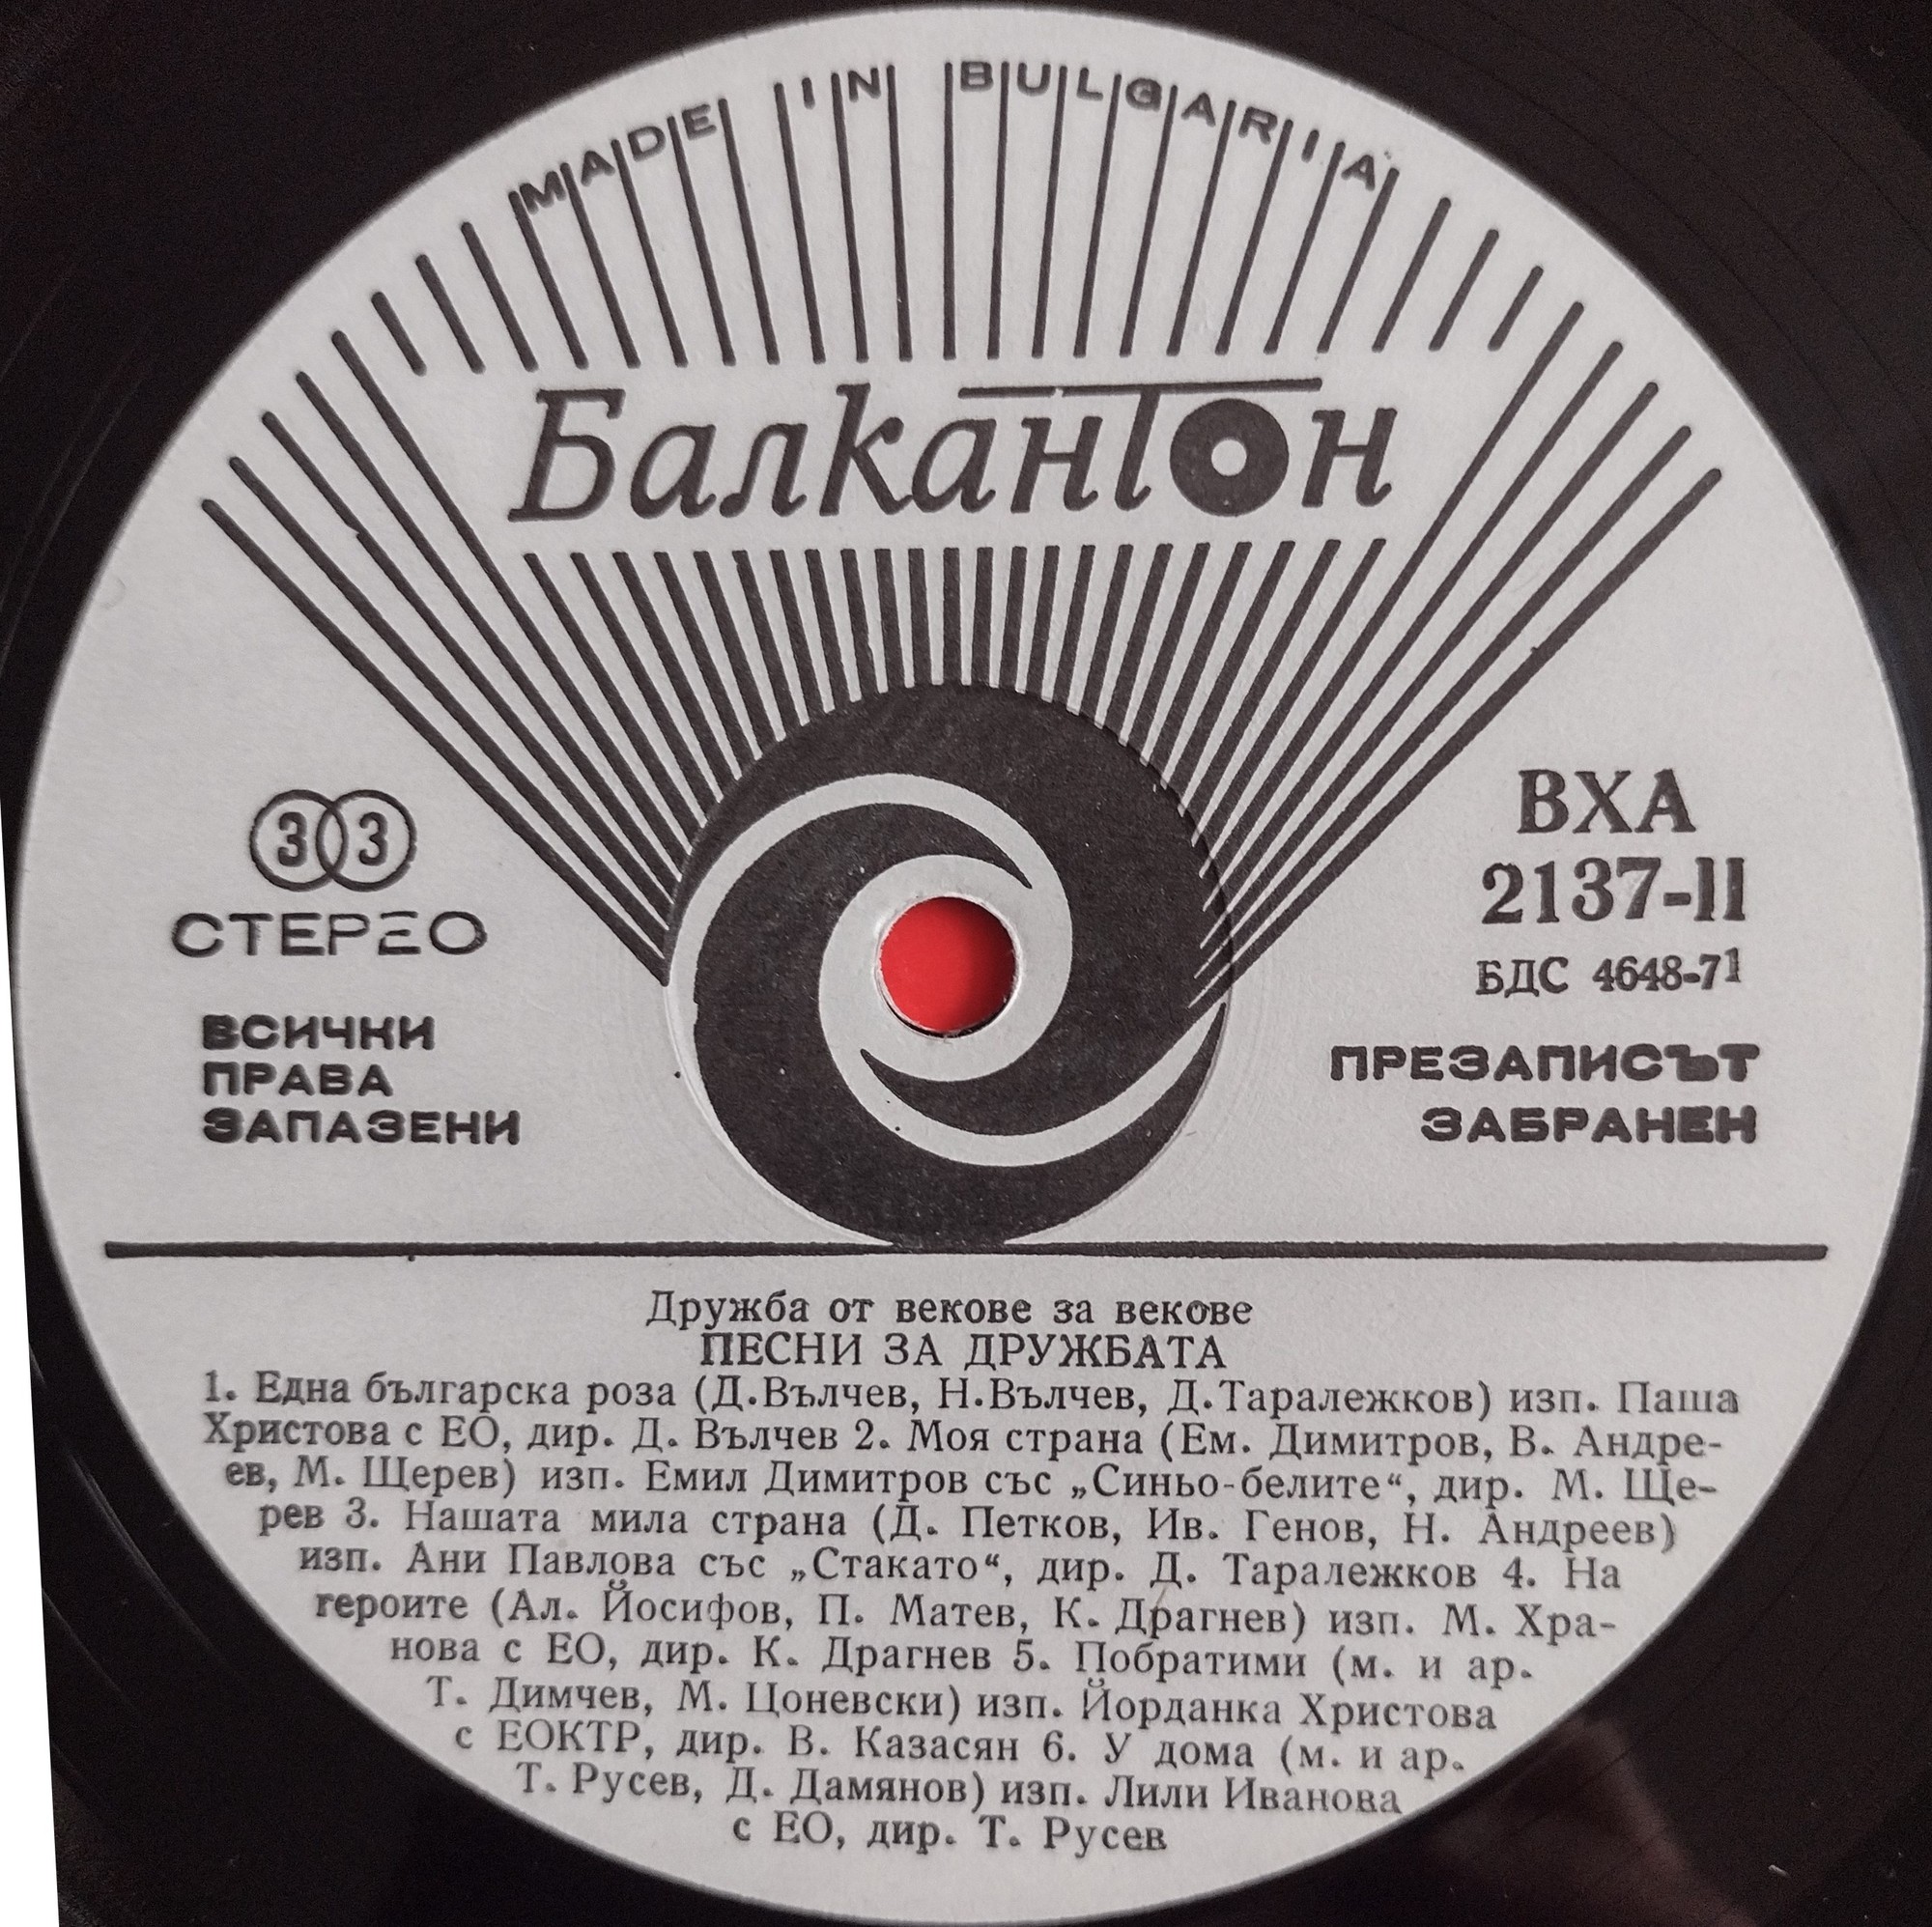 MADE IN BULGARIA
Балкантон
33
СТЕРЕО
ВСИЧКИ
ПРАВА
ЗАПАЗЕНИ
ВХА
2137-II
БДС 4648-71
ПРЕЗАПИСЪТ
ЗАБРАНЕН
Дружба от векове за векове
ПЕСНИ ЗА ДРУЖБАТА
1. Една българска роза (Д.Вълчев, Н.Вълчев, Д.Таралежков) изп. Паша
Христова с ЕО, дир. Д. Вълчев 2. Моя страна (Ем. Димитров, В. Андре-
ев, М. Щерев) изп. Емил Димитров със „Синьо-белите“, дир. М. Ще-
рев 3. Нашата мила страна (Д. Петков, Ив. Генов, Н. Андреев)
изп. Ани Павлова със „Стакато“, дир. Д. Таралежков 4. На
героите (Ал. Йосифов, П. Матев, К. Драгнев) изп. М. Хра-
нова с ЕО, дир. К. Драгнев 5. Побратими (м. и ар.
Т. Димчев, М. Цоневски) изп. Йорданка Христова
с ЕОКТР, дир. В. Казасян 6. У дома (м. и ар.
Т. Русев, Д. Дамянов) изп. Лили Иванова
с ЕО, дир. Т. Русев